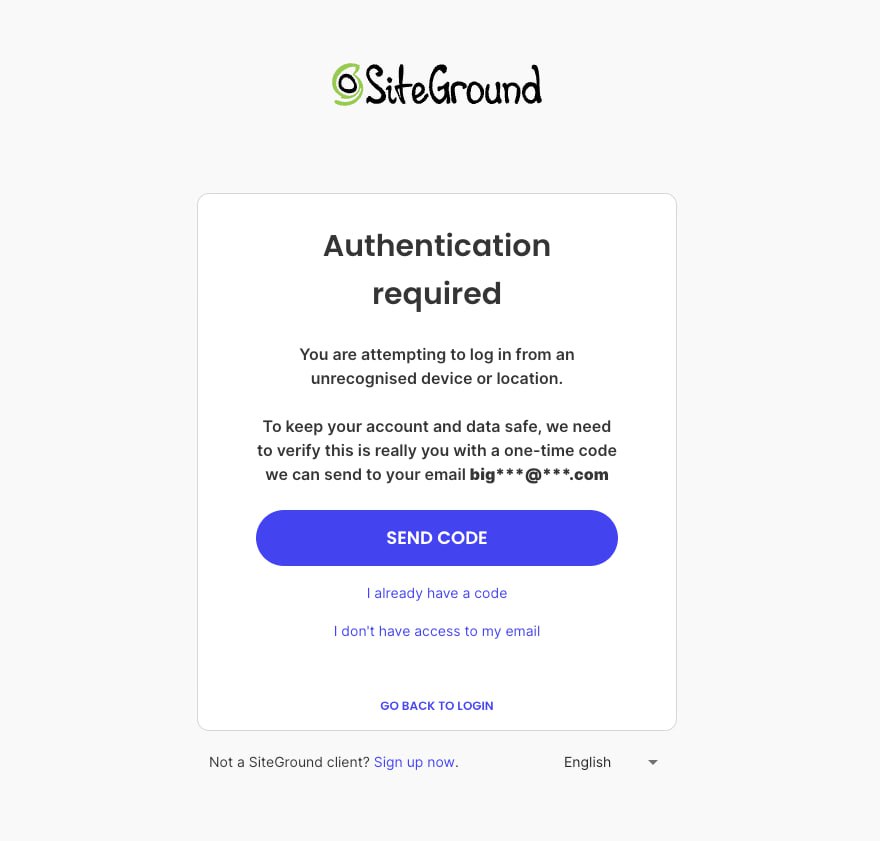 SiteGround
Authentication
required
You are attempting to log in from an
unrecognised device or location.
To keep your account and data safe, we need
to verify this is really you with a one-time code
we can send to your email big***@***.com
SEND CODE
I already have a code
I don't have access to my email
GO BACK TO LOGIN
Not a SiteGround client? Sign up now.
English